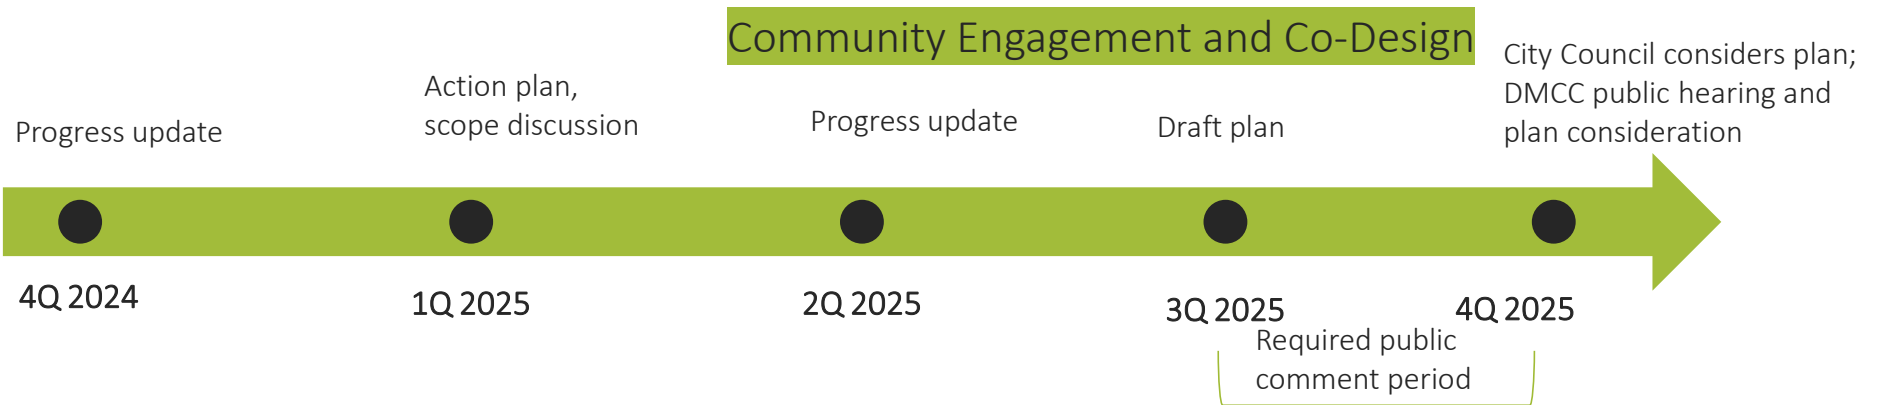 Community Engagement and Co-Design
Progress update
Action plan,
scope discussion
Progress update
Draft plan
City Council considers plan;
DMCC public hearing and
plan consideration
4Q 2024
1Q 2025
2Q 2025
3Q 2025
4Q 2025
Required public
comment period